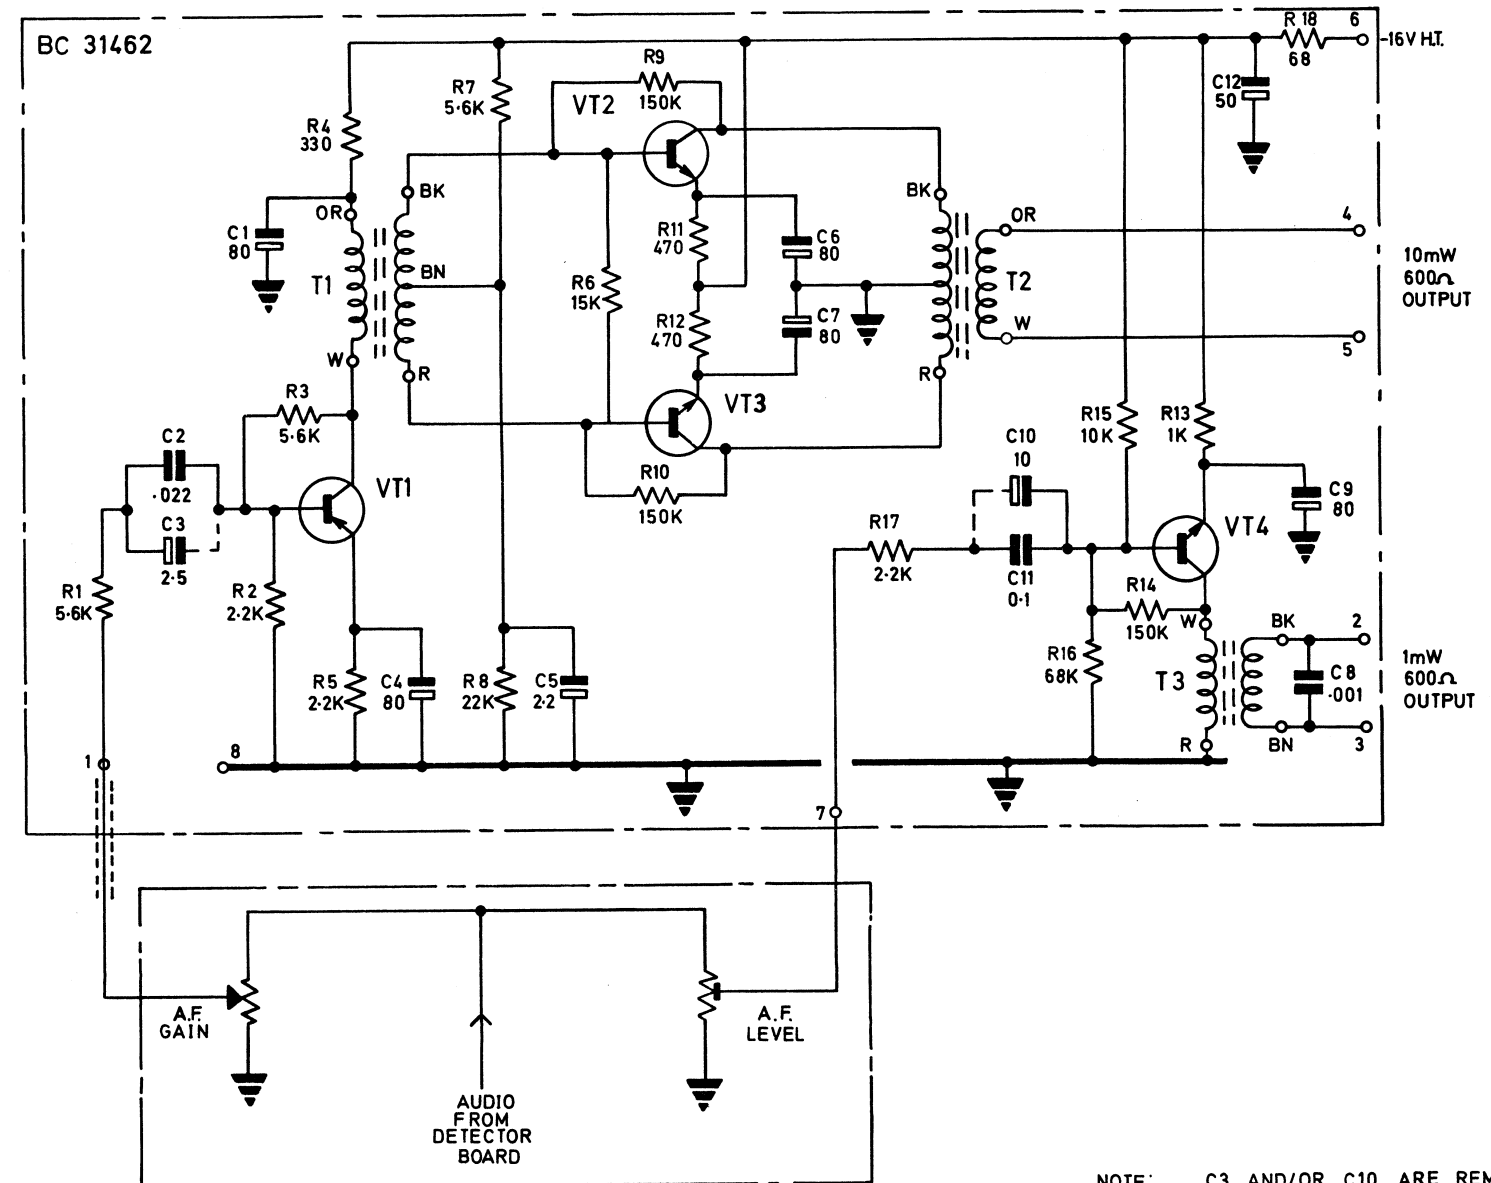 BC 31462
R 18
68
6
-16V H.T.
C12
50
R9
150K
R7
5.6K
VT2
R4
330
OR
BK
C1
80
T1
BN
W
R
R6
15K
R11
470
R12
470
C6
80
C7
80
BK
R
OR
T2
W
4
5
10mW
600Ω
OUTPUT
VT3
R3
5.6K
C2
.022
C3
2.5
VT1
R10
150K
R1
5.6K
R2
2.2K
R5
2.2K
C4
80
R8
22K
C5
2.2
R15
10K
R13
1K
C10
10
R17
2.2K
C11
0.1
VT4
C9
80
R14
150K
W
R16
68K
T3
R
BK
BN
C8
.001
2
3
1mW
600Ω
OUTPUT
1
8
7
A.F.
GAIN
A.F.
LEVEL
AUDIO
FROM
DETECTOR
BOARD
NOTE: C3 AND/OR C10 ARE REM